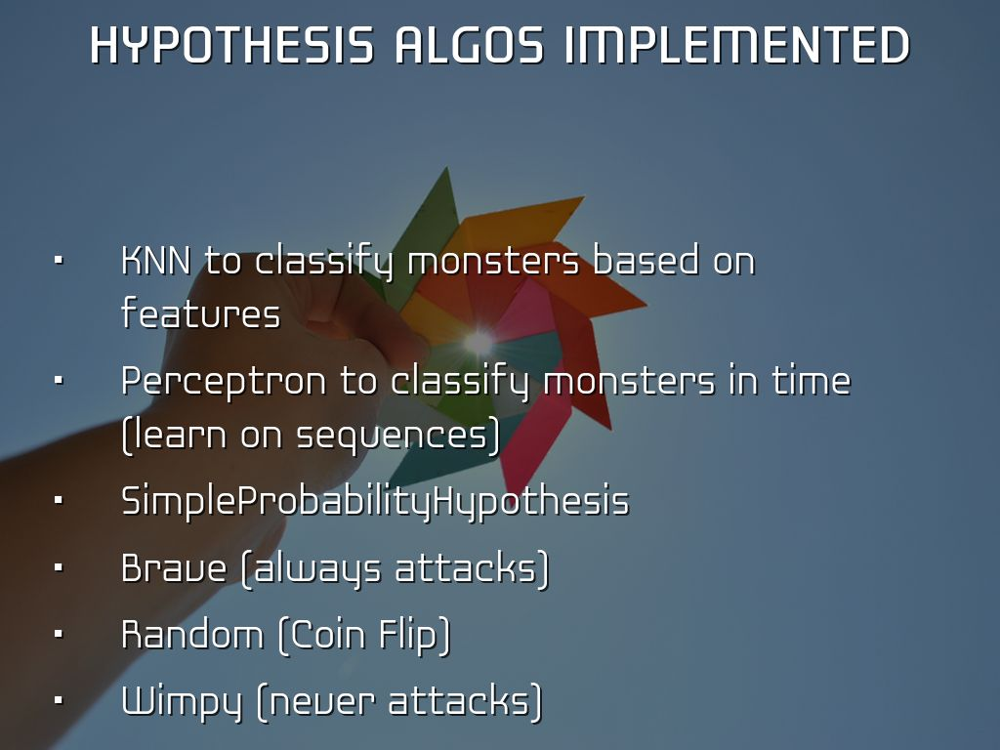 HYPOTHESIS ALGOS IMPLEMENTED
▪ KNN to classify monsters based on
features
▪ Perceptron to classify monsters in time
(learn on sequences)
▪ SimpleProbabilityHypothesis
▪ Brave (always attacks)
▪ Random (Coin Flip)
▪ Wimpy (never attacks)